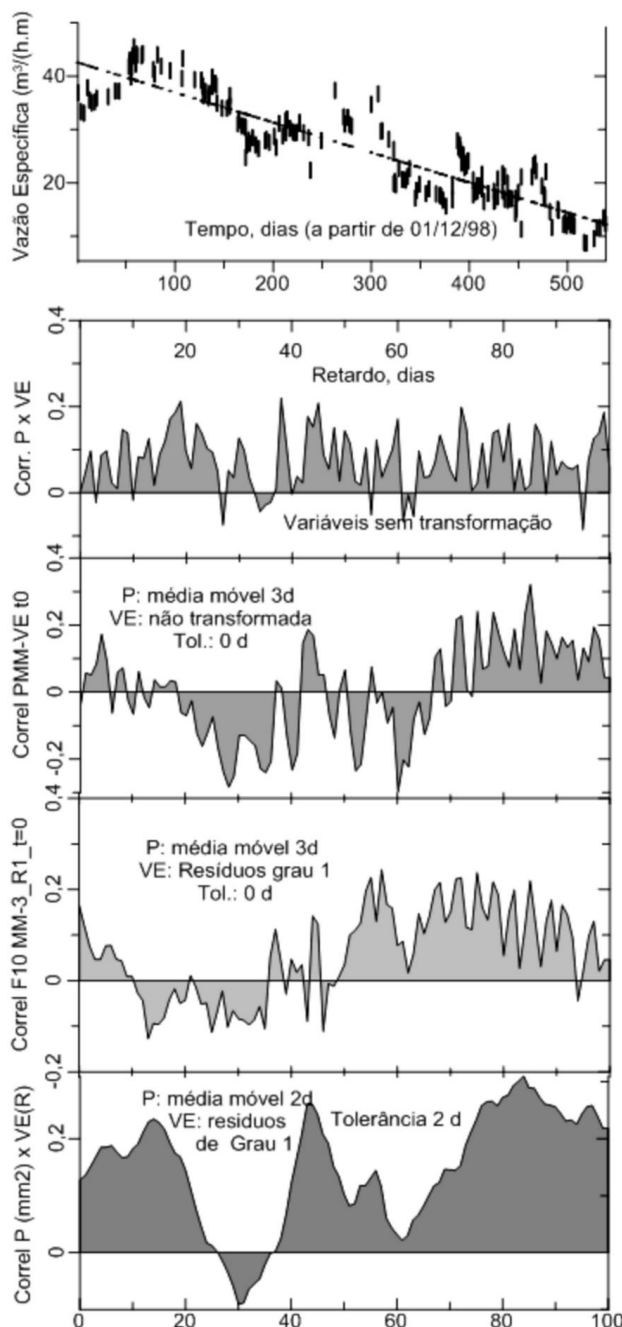 Vazão Específica (m³/(h.m)
40
20
Tempo, dias (a partir de 01/12/98)
100 200 300 400 500
Corr. P x VE
0,4
0,2
0
20 40 60 80
Retardo, dias
Variáveis sem transformação
Correl PMM-VE t0
0,4
0,2
0
-0,2
P: média móvel 3d
VE: não transformada
Tol.: 0 d
Correl F10 MM-3_R1_t=0
0,4
0,2
0
P: média móvel 3d
VE: Resíduos grau 1
Tol.: 0 d
Correl P (mm2) x VE(R)
-0,2
0,2
0
P: média móvel 2d
VE: residuos
de Grau 1
Tolerância 2 d
0 20 40 60 80 100